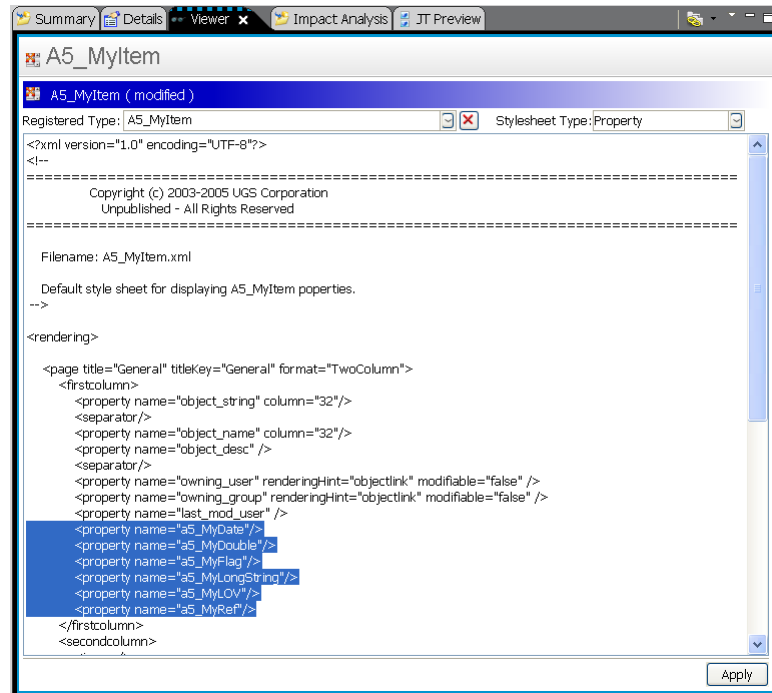 Summary Details Viewer Impact Analysis JT Preview
A5_MyItem
A5_MyItem ( modified )
Registered Type: A5_MyItem Stylesheet Type: Property
<?xml version="1.0" encoding="UTF-8"?>
<!--
================================================================================
Copyright (c) 2003-2005 UGS Corporation
Unpublished - All Rights Reserved
================================================================================
Filename: A5_MyItem.xml
Default style sheet for displaying A5_MyItem poperties.
-->
<rendering>
<page title="General" titleKey="General" format="TwoColumn">
<firstcolumn>
<property name="object_string" column="32"/>
<separator/>
<property name="object_name" column="32"/>
<property name="object_desc" />
<separator/>
<property name="owning_user" renderingHint="objectlink" modifiable="false" />
<property name="owning_group" renderingHint="objectlink" modifiable="false" />
<property name="last_mod_user" />
<property name="a5_MyDate"/>
<property name="a5_MyDouble"/>
<property name="a5_MyFlag"/>
<property name="a5_MyLongString"/>
<property name="a5_MyLOV"/>
<property name="a5_MyRef"/>
</firstcolumn>
<secondcolumn>
Apply